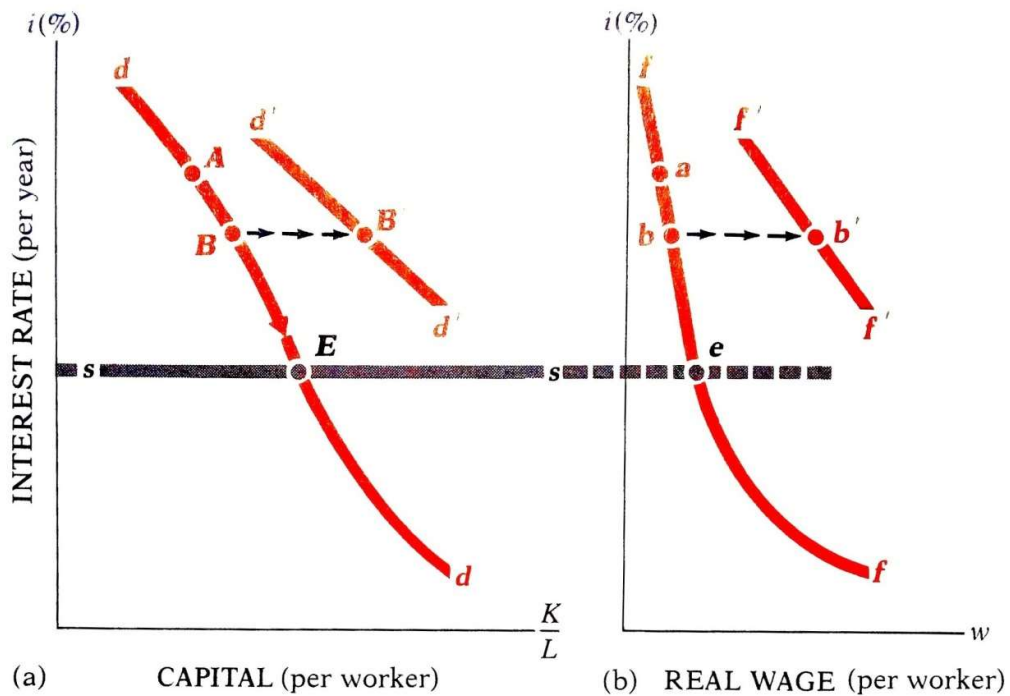 i(%)
i(%)
d
f
d'
f'
A
a
B
B'
b
b'
d'
f'
E
e
s
s
d
f
INTEREST RATE (per year)
K
L
w
(a) CAPITAL (per worker)
(b) REAL WAGE (per worker)